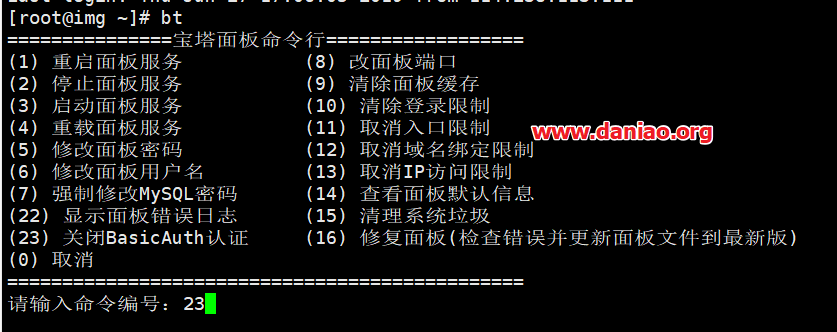 [root@img ~]# bt
===============宝塔面板命令行==================
(1) 重启面板服务 (8) 改面板端口
(2) 停止面板服务 (9) 清除面板缓存
(3) 启动面板服务 (10) 清除登录限制
(4) 重载面板服务 (11) 取消入口限制
www.daniao.org
(5) 修改面板密码 (12) 取消域名绑定限制
(6) 修改面板用户名 (13) 取消IP访问限制
(7) 强制修改MySQL密码 (14) 查看面板默认信息
(22) 显示面板错误日志 (15) 清理系统垃圾
(23) 关闭BasicAuth认证 (16) 修复面板(检查错误并更新面板文件到最新版)
(0) 取消
===============================================
请输入命令编号：23